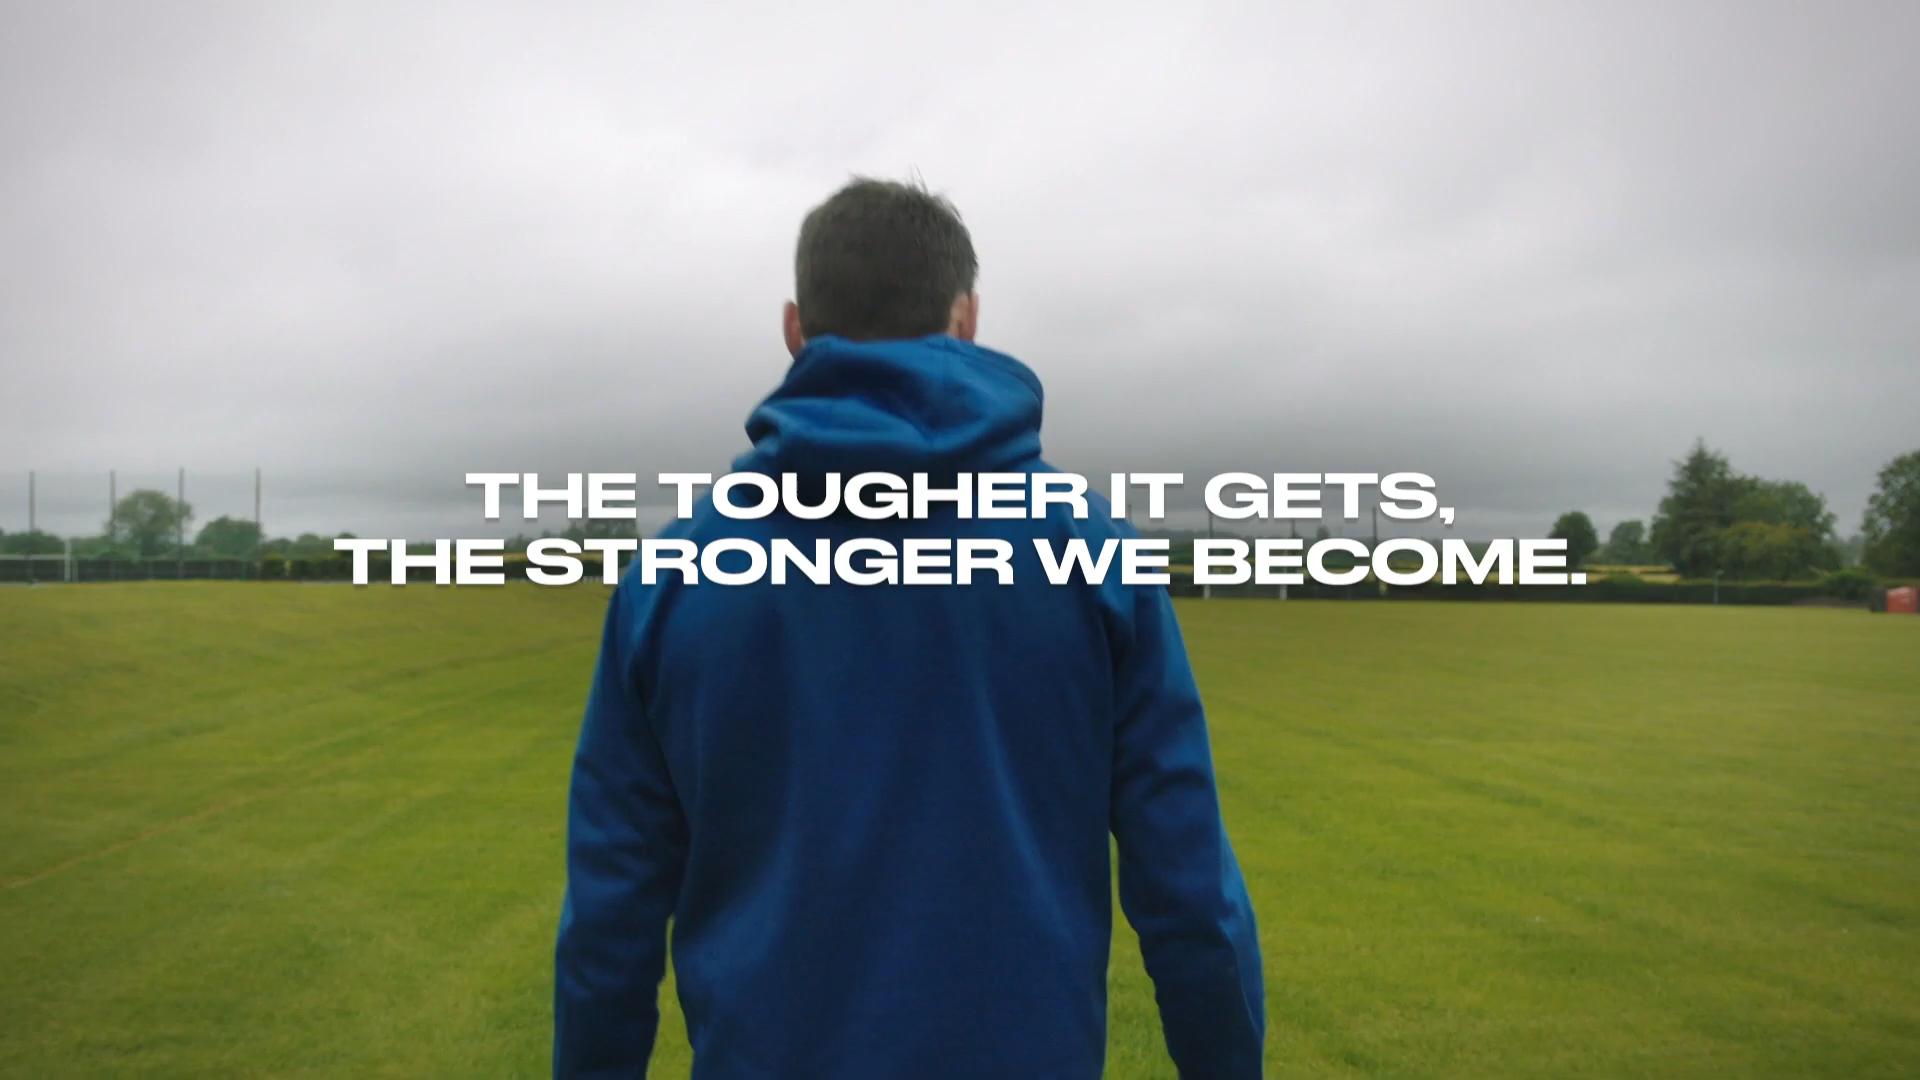 THE TOUGHER IT GETS,
THE STRONGER WE BECOME.